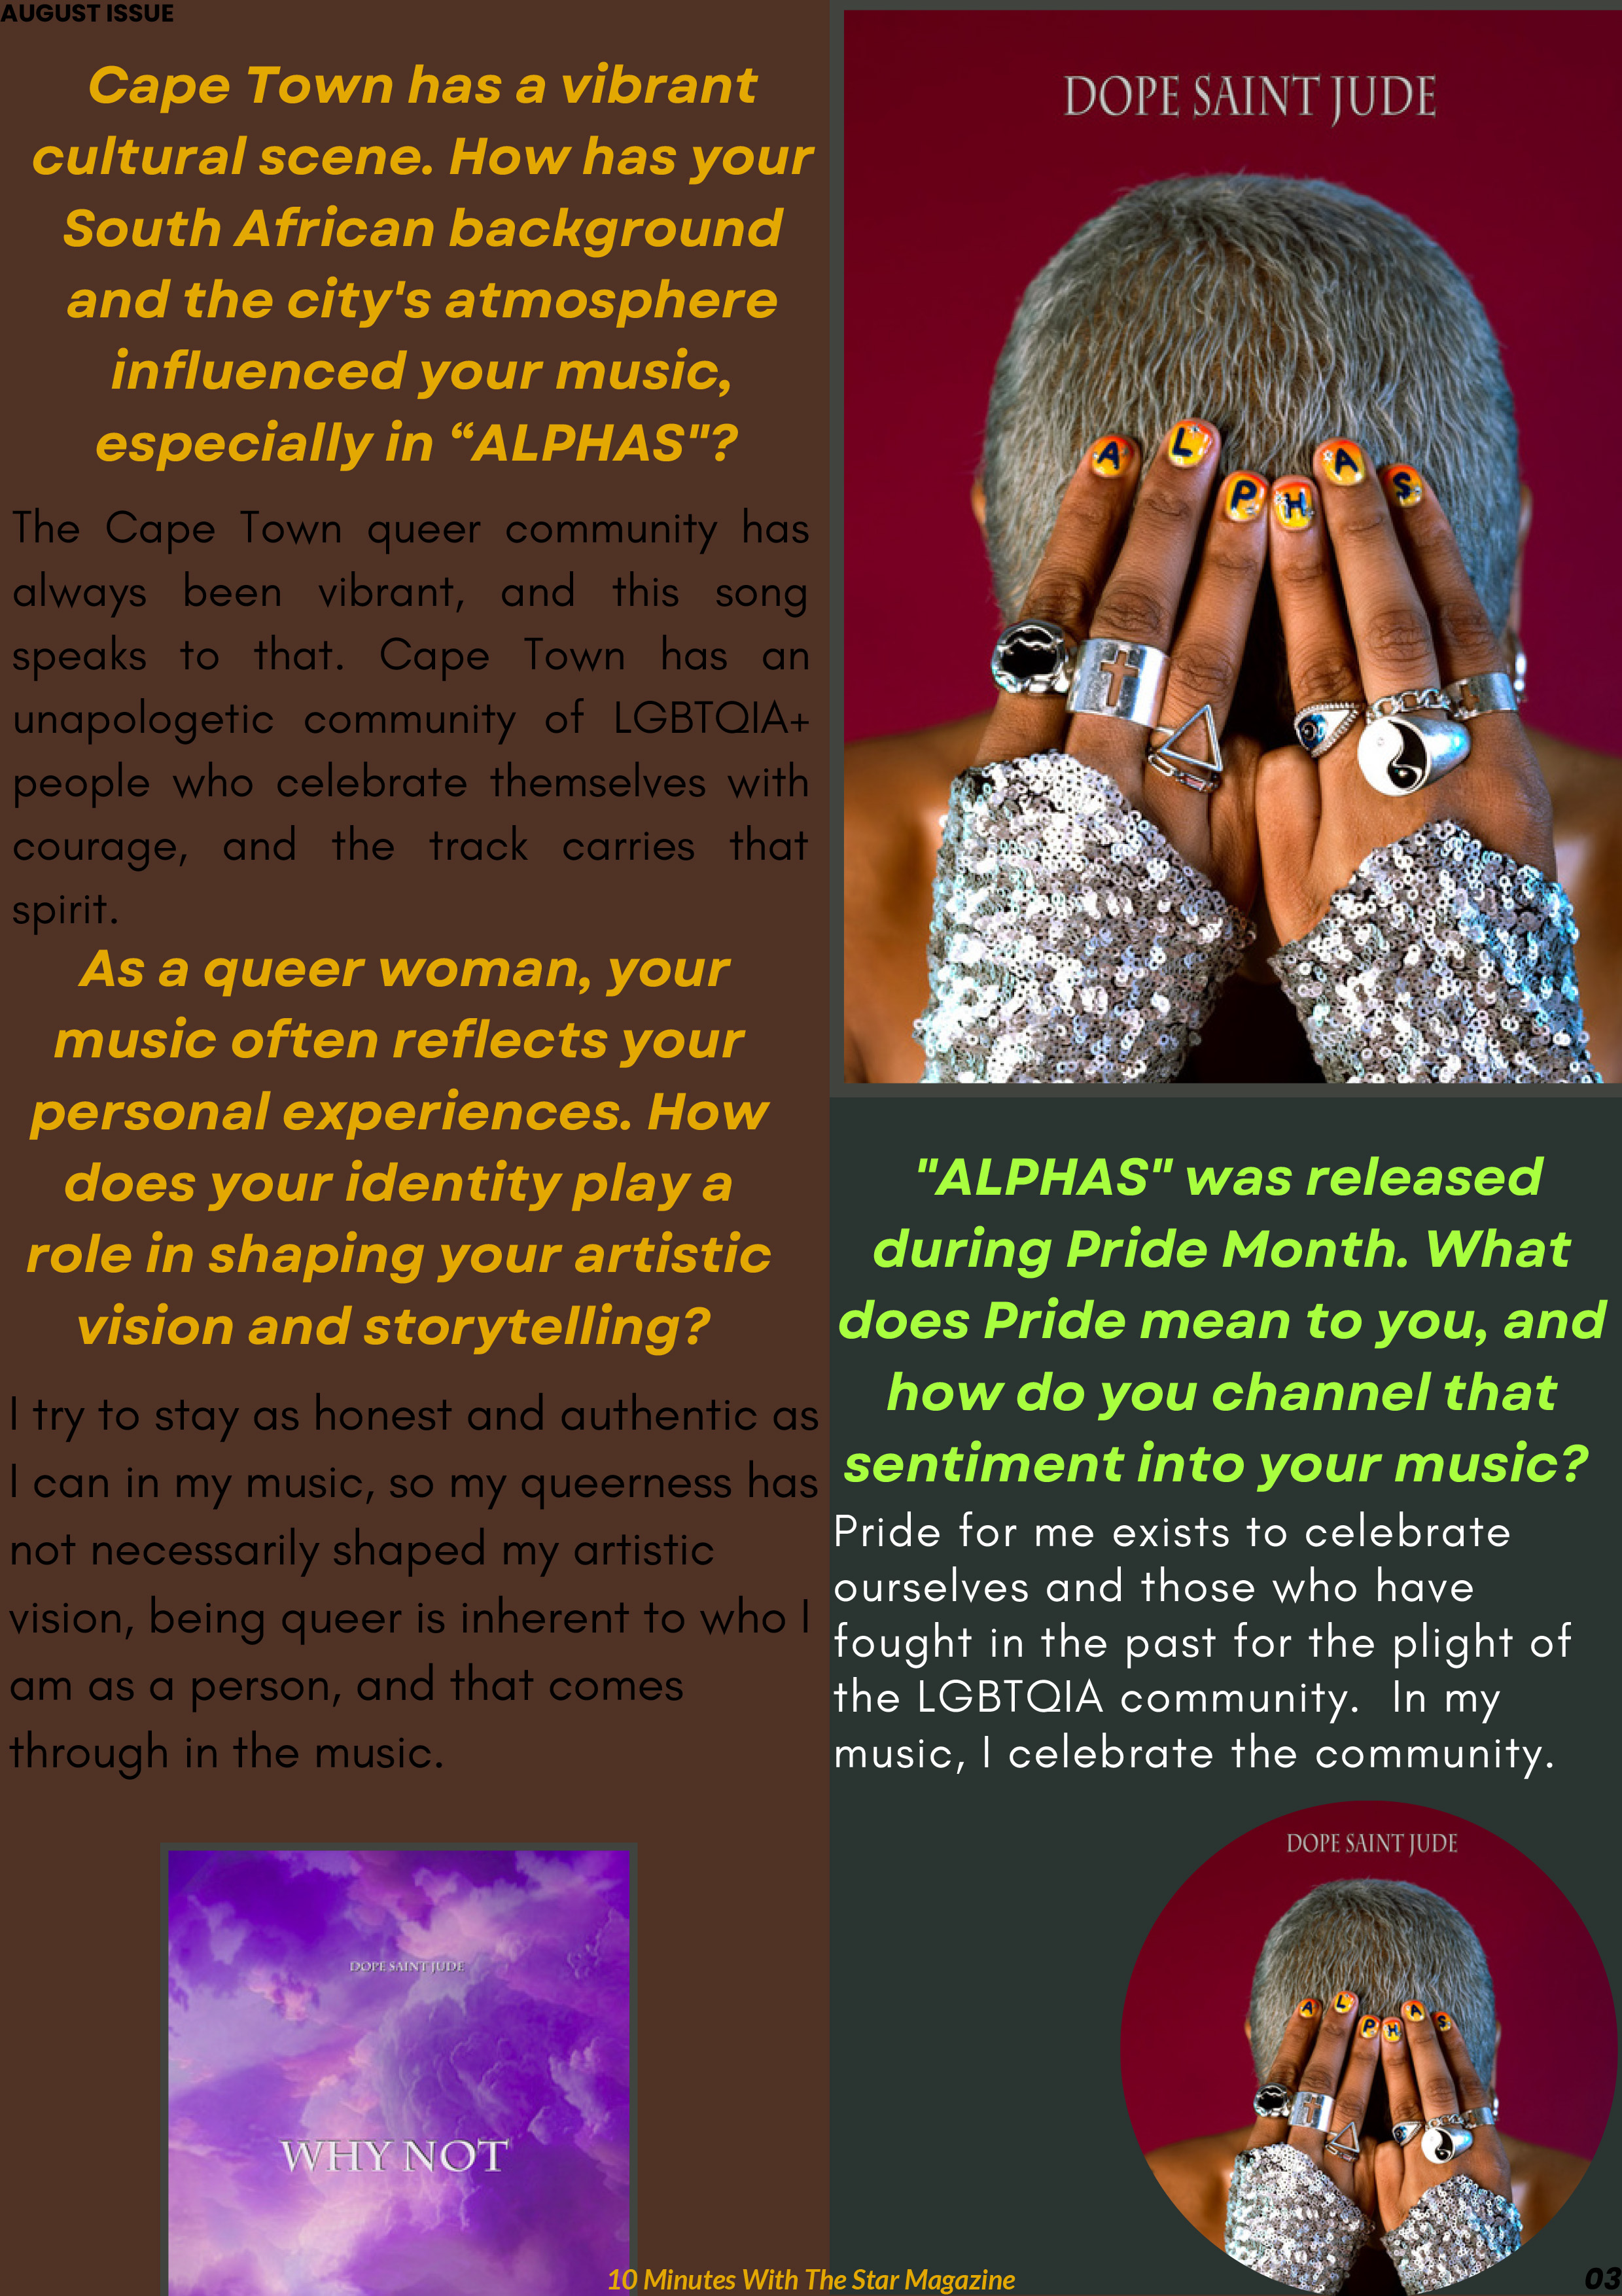 AUGUST ISSUE
Cape Town has a vibrant
cultural scene. How has your
South African background
and the city's atmosphere
influenced your music,
especially in “ALPHAS"?
The Cape Town queer community has
always been vibrant, and this song
speaks to that. Cape Town has an
unapologetic community of LGBTQIA+
people who celebrate themselves with
courage, and the track carries that
spirit.
As a queer woman, your
music often reflects your
personal experiences. How
does your identity play a
role in shaping your artistic
vision and storytelling?
I try to stay as honest and authentic as
I can in my music, so my queerness has
not necessarily shaped my artistic
vision, being queer is inherent to who I
am as a person, and that comes
through in the music.
DOPE SAINT JUDE
WHY NOT
DOPE SAINT JUDE
A L P H A S
"ALPHAS" was released
during Pride Month. What
does Pride mean to you, and
how do you channel that
sentiment into your music?
Pride for me exists to celebrate
ourselves and those who have
fought in the past for the plight of
the LGBTQIA community. In my
music, I celebrate the community.
DOPE SAINT JUDE
A L P H A S
10 Minutes With The Star Magazine
03